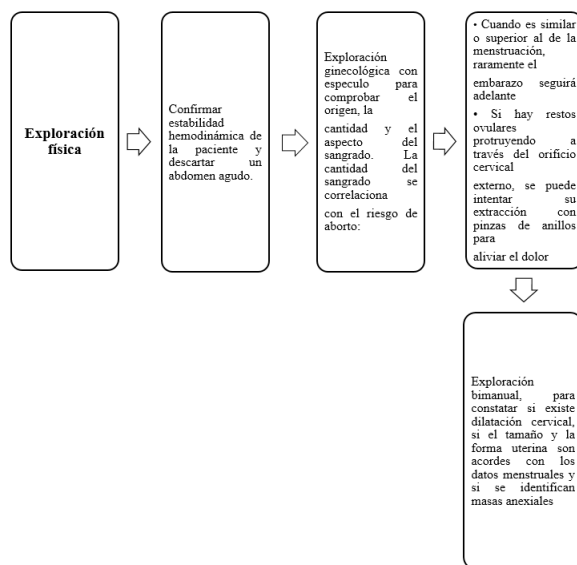 Exploración
física
Confirmar
estabilidad
hemodinámica de
la paciente y
descartar un
abdomen agudo.
Exploración
ginecológica con
especulo para
comprobar el
origen, la
cantidad y el
aspecto del
sangrado. La
cantidad del
sangrado se
correlaciona
con el riesgo de
aborto:
• Cuando es similar
o superior al de la
menstruación,
raramente el
embarazo seguirá
adelante
• Si hay restos
ovulares
protruyendo a
través del orificio
cervical
externo, se puede
intentar su
extracción con
pinzas de anillos
para
aliviar el dolor
Exploración
bimanual, para
constatar si existe
dilatación cervical,
si el tamaño y la
forma uterina son
acordes con los
datos menstruales y
si se identifican
masas anexiales